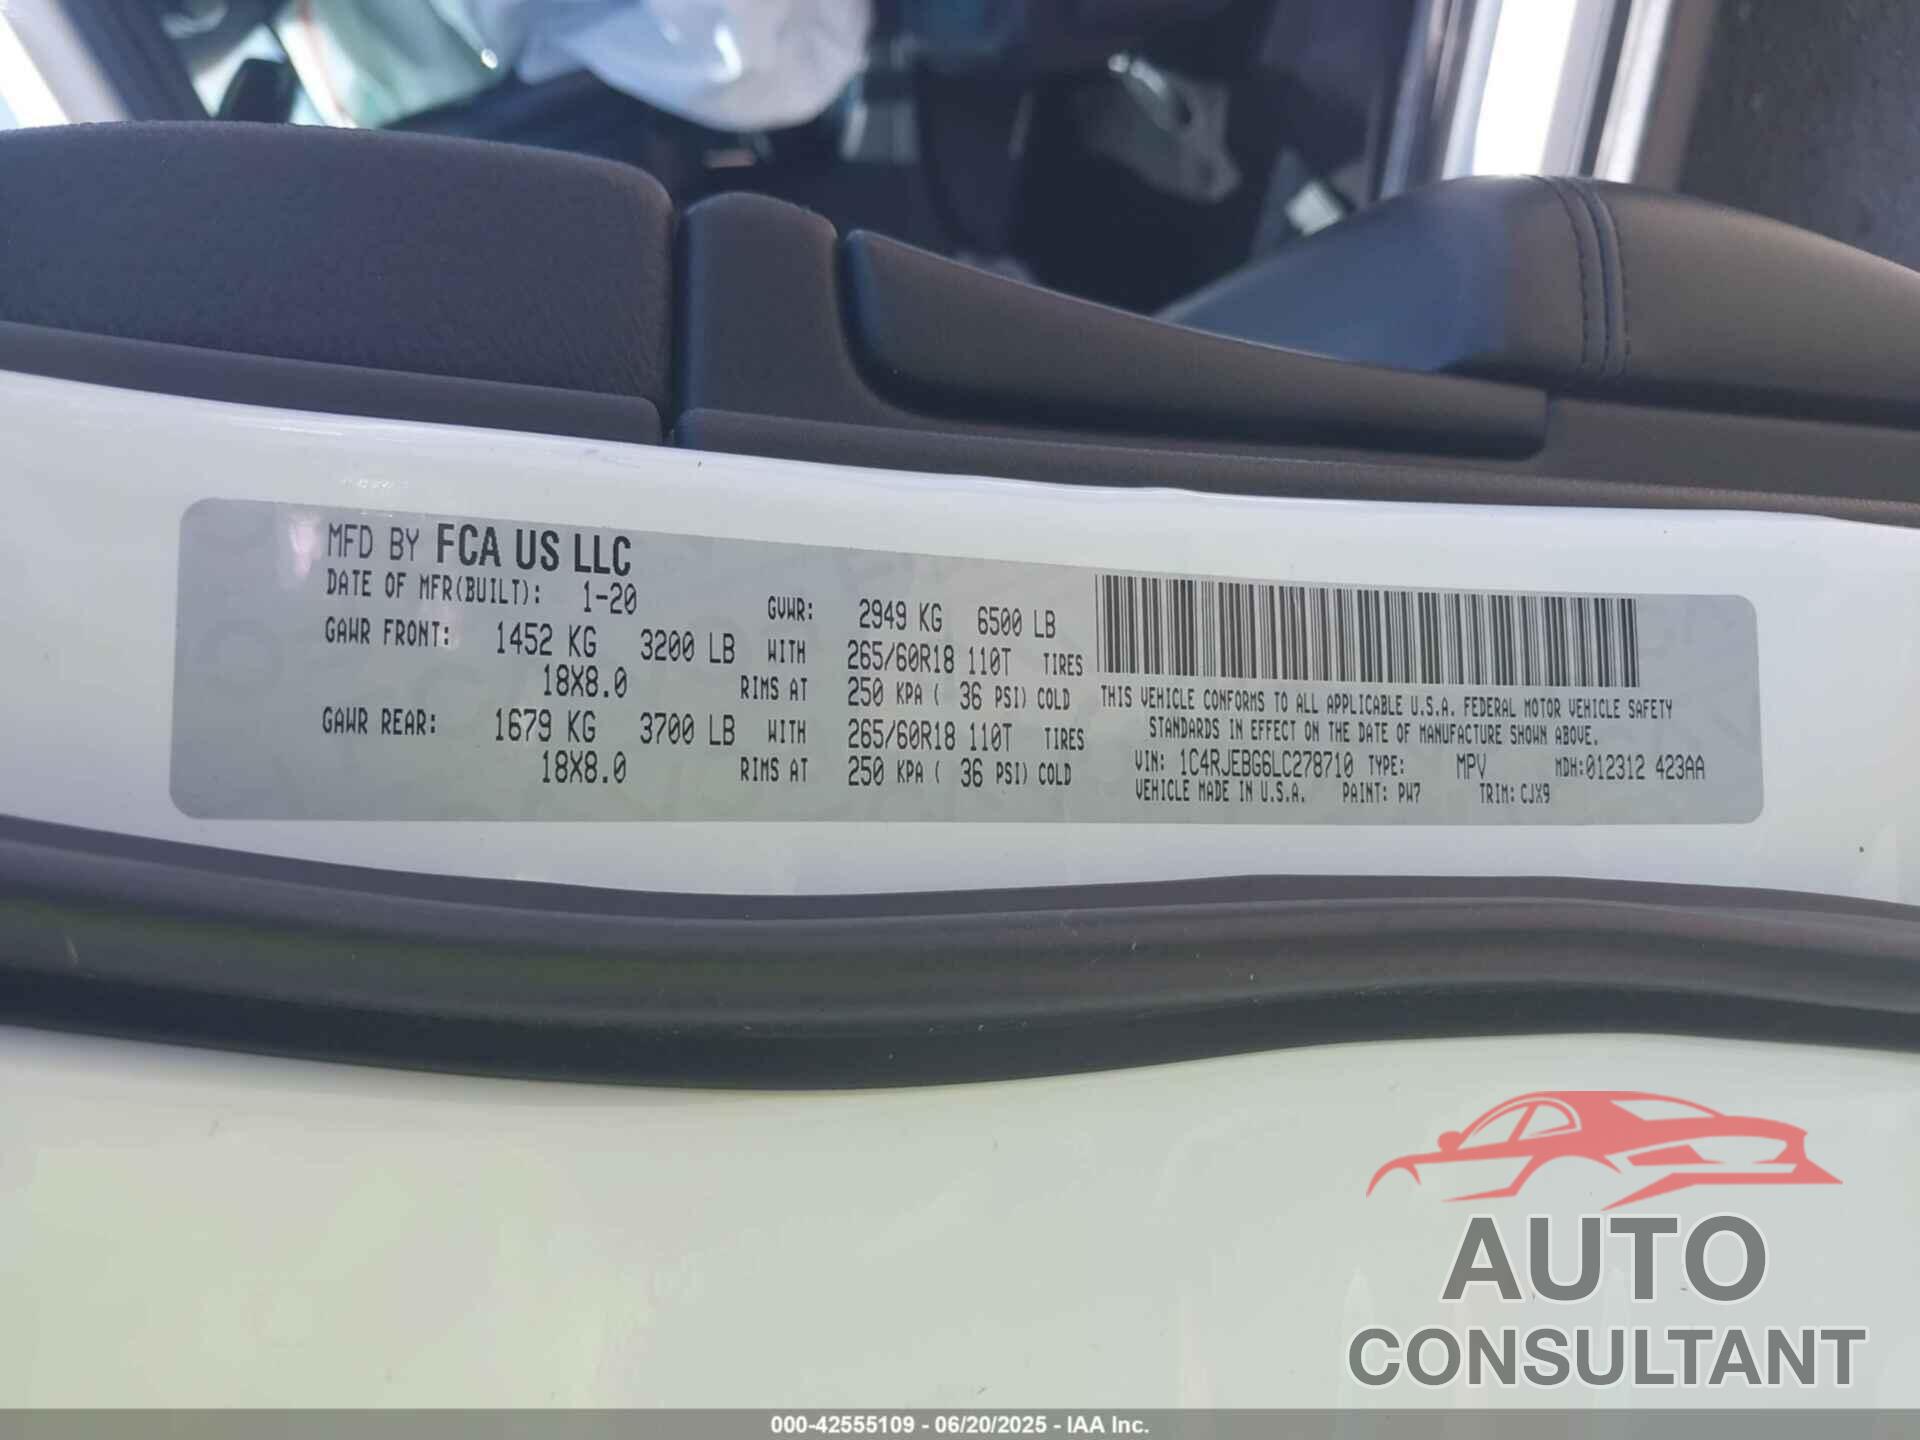 MFD BY FCA US LLC
DATE OF MFR(BUILT): 1-20 GVWR: 2949 KG 6500 LB
GAWR FRONT: 1452 KG 3200 LB WITH 265/60R18 110T TIRES
18X8.0 RIMS AT 250 KPA ( 36 PSI) COLD
GAWR REAR: 1679 KG 3700 LB WITH 265/60R18 110T TIRES
18X8.0 RIMS AT 250 KPA ( 36 PSI) COLD
THIS VEHICLE CONFORMS TO ALL APPLICABLE U.S.A. FEDERAL MOTOR VEHICLE SAFETY
STANDARDS IN EFFECT ON THE DATE OF MANUFACTURE SHOWN ABOVE.
VIN: 1C4RJEBG6LC278710 TYPE: MPV MDH:012312 423AA
VEHICLE MADE IN U.S.A. PAINT: PW7 TRIM: CJX9
AUTO
CONSULTANT
000-42555109 - 06/20/2025 - IAA Inc.